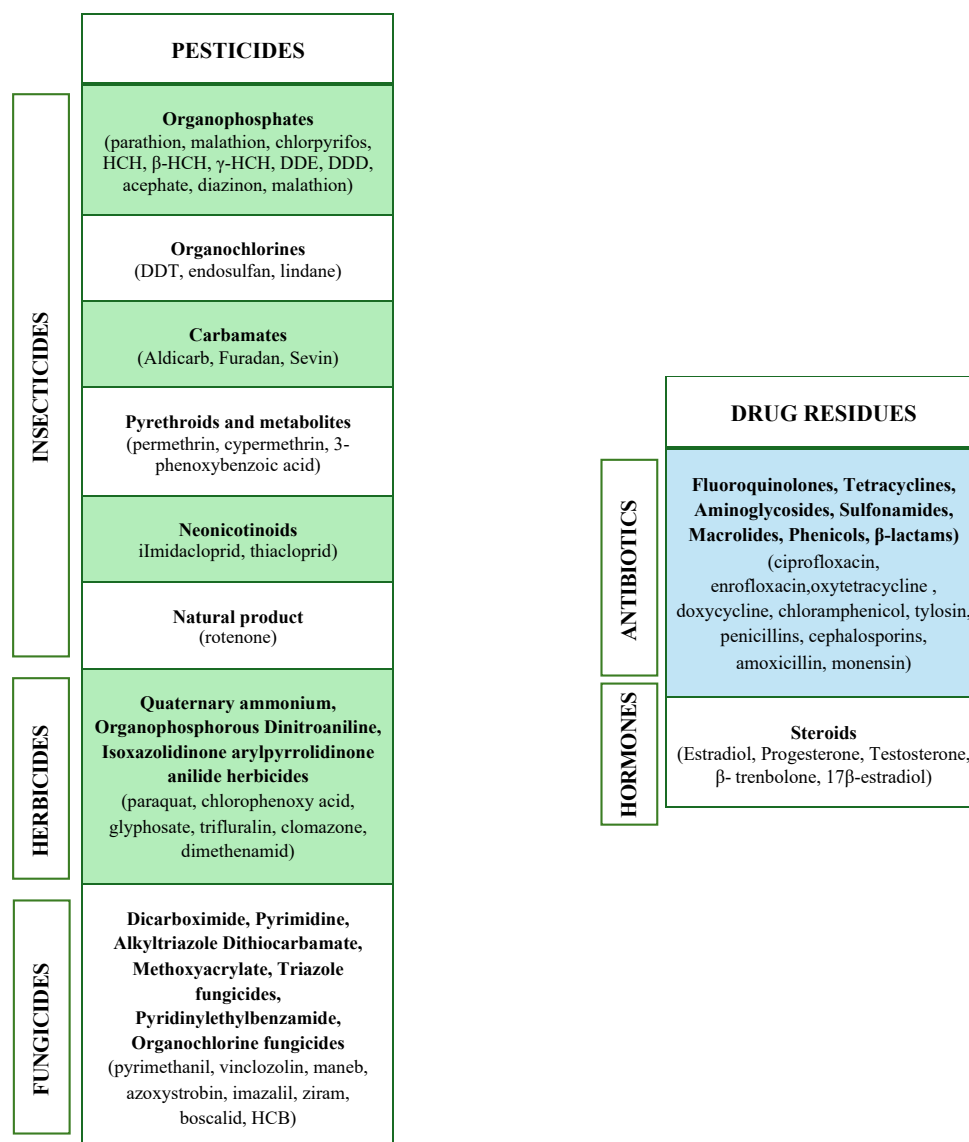 PESTICIDES
INSECTICIDES
Organophosphates
(parathion, malathion, chlorpyrifos,
HCH, β-HCH, γ-HCH, DDE, DDD,
acephate, diazinon, malathion)
Organochlorines
(DDT, endosulfan, lindane)
Carbamates
(Aldicarb, Furadan, Sevin)
Pyrethroids and metabolites
(permethrin, cypermethrin, 3-
phenoxybenzoic acid)
Neonicotinoids
iImidacloprid, thiacloprid)
Natural product
(rotenone)
HERBICIDES
Quaternary ammonium,
Organophosphorous Dinitroaniline,
Isoxazolidinone arylpyrrolidinone
anilide herbicides
(paraquat, chlorophenoxy acid,
glyphosate, trifluralin, clomazone,
dimethenamid)
FUNGICIDES
Dicarboximide, Pyrimidine,
Alkyltriazole Dithiocarbamate,
Methoxyacrylate, Triazole
fungicides,
Pyridinylethylbenzamide,
Organochlorine fungicides
(pyrimethanil, vinclozolin, maneb,
azoxystrobin, imazalil, ziram,
boscalid, HCB)
DRUG RESIDUES
ANTIBIOTICS
Fluoroquinolones, Tetracyclines,
Aminoglycosides, Sulfonamides,
Macrolides, Phenicols, β-lactams)
(ciprofloxacin,
enrofloxacin,oxytetracycline ,
doxycycline, chloramphenicol, tylosin,
penicillins, cephalosporins,
amoxicillin, monensin)
HORMONES
Steroids
(Estradiol, Progesterone, Testosterone,
β- trenbolone, 17β-estradiol)